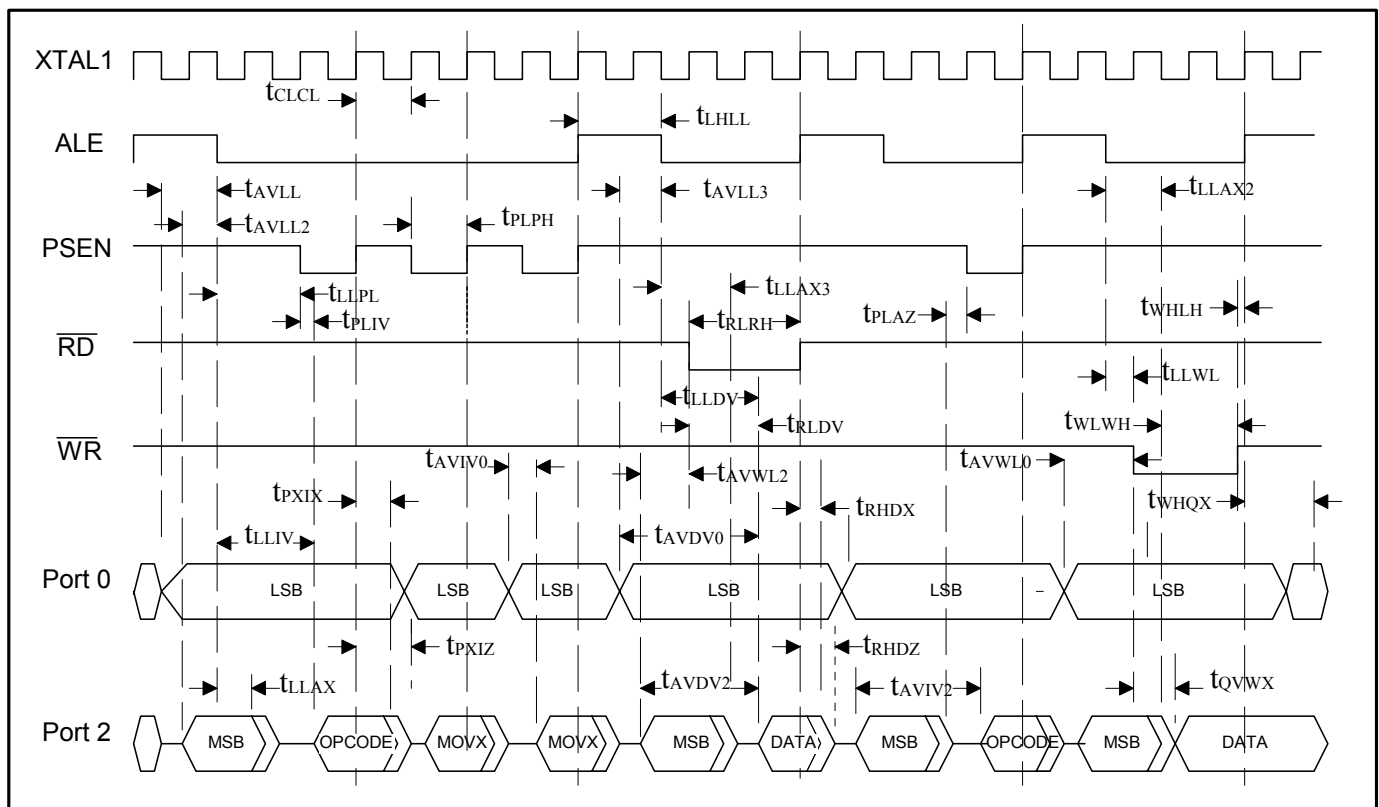 XTAL1
tCLCL
tLHLL
ALE
tAVLL
tAVLL3
tLLAX2
tAVLL2
tPLPH
PSEN
tLLPL
tLLAX3
tPLIV
tRLRH
tPLAZ
tWHLH
RD
tLLWL
tLLDV
tRLDV
tWLWH
WR
tAVIV0
tAVWL2
tAVWL0
tPXIX
tRHDX
tWHQX
tLLIV
tAVDV0
Port 0
LSB LSB LSB LSB LSB LSB
tPXIZ
tRHDZ
tLLAX
tAVDV2
tAVIV2
tQVWX
Port 2
MSB OPCODE MOVX MOVX MSB DATA MSB OPCODE MSB DATA